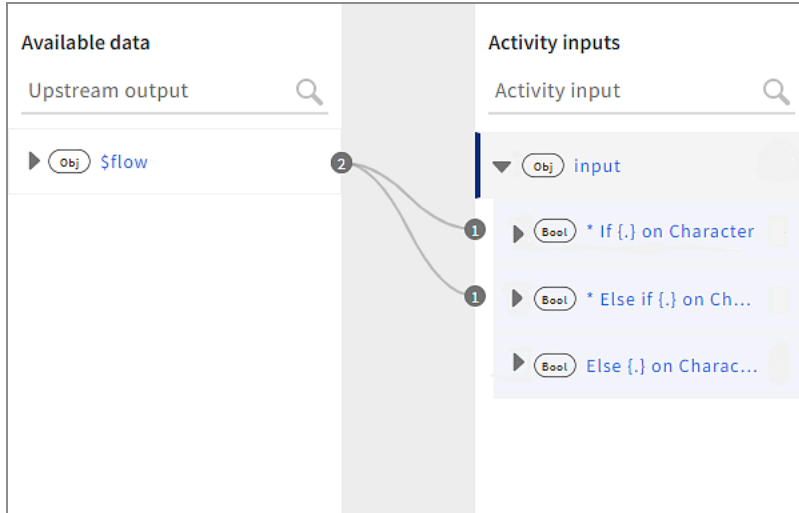 Available data
Upstream output
Obj $flow
2
Activity inputs
Activity input
Obj input
1 Bool * If {.} on Character
1 Bool * Else if {.} on Ch...
Bool Else {.} on Charac...